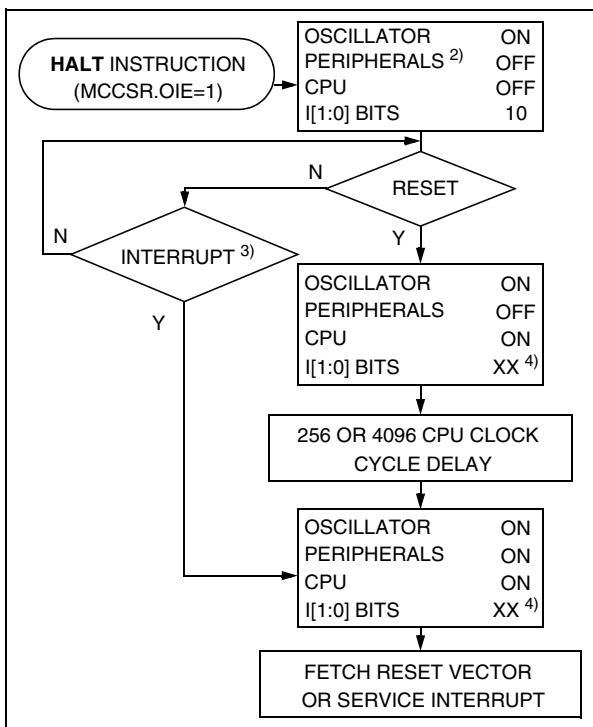 HALT INSTRUCTION
(MCCSR.OIE=1)
OSCILLATOR ON
PERIPHERALS 2) OFF
CPU OFF
I[1:0] BITS 10
N
RESET
N
INTERRUPT 3)
Y
Y
OSCILLATOR ON
PERIPHERALS OFF
CPU ON
I[1:0] BITS XX 4)
256 OR 4096 CPU CLOCK
CYCLE DELAY
OSCILLATOR ON
PERIPHERALS ON
CPU ON
I[1:0] BITS XX 4)
FETCH RESET VECTOR
OR SERVICE INTERRUPT